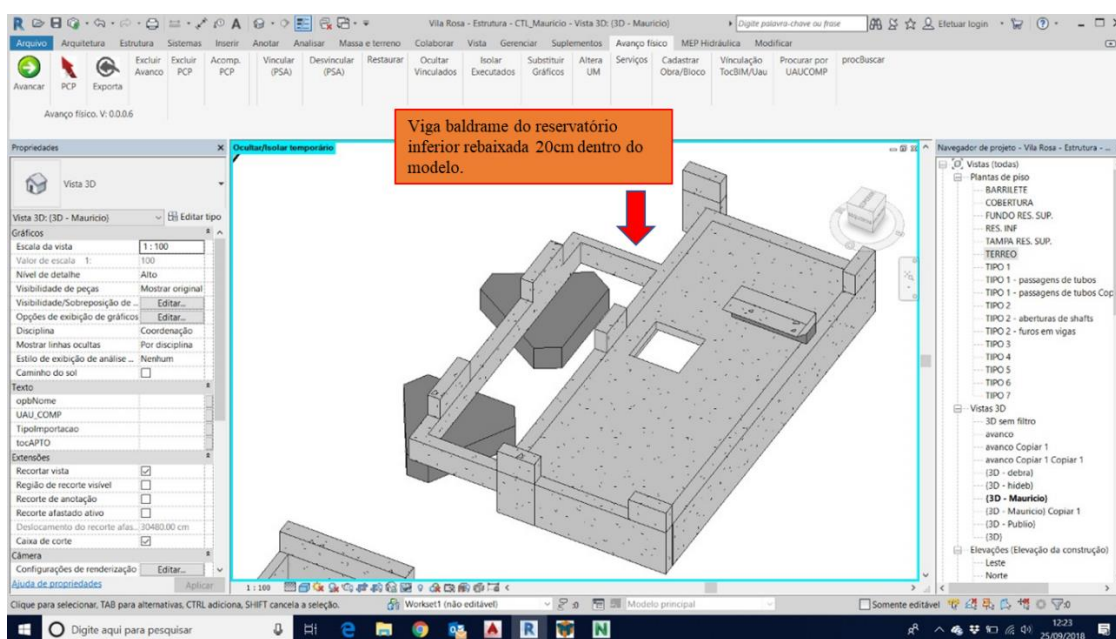 Vila Rosa - Estrutura - CTL_Mauricio - Vista 3D: {3D - Mauricio}
Digite palavra-chave ou frase
Efetuar login
Arquivo Arquitetura Estrutura Sistemas Inserir Anotar Analisar Massa e terreno Colaborar Vista Gerenciar Suplementos Avanço físico MEP Hidráulica Modificar
Avancar
PCP
Exporta
Excluir Avanco
Excluir PCP
Acomp. PCP
Vincular (PSA)
Desvincular (PSA)
Restaurar
Ocultar Vinculados
Isolar Executados
Substituir Gráficos
Altera UM
Serviços
Cadastrar Obra/Bloco
Vinculação TocBIM/Uau
Procurar por UAUCOMP
procBuscar
Avanço físico. V: 0.0.0.6
Viga baldrame do reservatório
inferior rebaixada 20cm dentro do
modelo.
Propriedades
Vista 3D
Vista 3D: {3D - Mauricio}
Editar tipo
Gráficos
Escala da vista 1 : 100
Valor de escala 1: 100
Nível de detalhe Alto
Visibilidade de peças Mostrar original
Visibilidade/Sobreposição de ... Editar...
Opções de exibição de gráficos Editar...
Disciplina Coordenação
Mostrar linhas ocultas Por disciplina
Estilo de exibição de análise ... Nenhum
Caminho do sol
Texto
opbNome
UAU_COMP
TipoImportacao
tocAPTO
Extensões
Recortar vista
Região de recorte visível
Recorte de anotação
Recorte afastado ativo
Deslocamento do recorte afas... 30480.00 cm
Caixa de corte
Câmera
Configurações de renderização Editar...
Ajuda de propriedades
Aplicar
Ocultar/Isolar temporário
1 : 100
Navegador de projeto - Vila Rosa - Estrutura - ...
Vistas (todas)
Plantas de piso
BARRILETE
COBERTURA
FUNDO RES. SUP.
RES. INF
TAMPA RES. SUP.
TERREO
TIPO 1
TIPO 1 - passagens de tubos
TIPO 1 - passagens de tubos Cop
TIPO 2
TIPO 2 - aberturas de shafts
TIPO 2 - furos em vigas
TIPO 3
TIPO 4
TIPO 5
TIPO 6
TIPO 7
Vistas 3D
3D sem filtro
avanco
avanco Copiar 1
avanco Copiar 1 Copiar 1
{3D - debra}
{3D - hideb}
{3D - Mauricio}
{3D - Mauricio} Copiar 1
{3D - Publio}
{3D}
Elevações (Elevação da construção)
Leste
Norte
Clique para selecionar, TAB para alternativas, CTRL adiciona, SHIFT cancela a seleção.
Workset1 (não editável)
:0
Modelo principal
Somente editável
:0
Digite aqui para pesquisar
12:23
25/09/2018